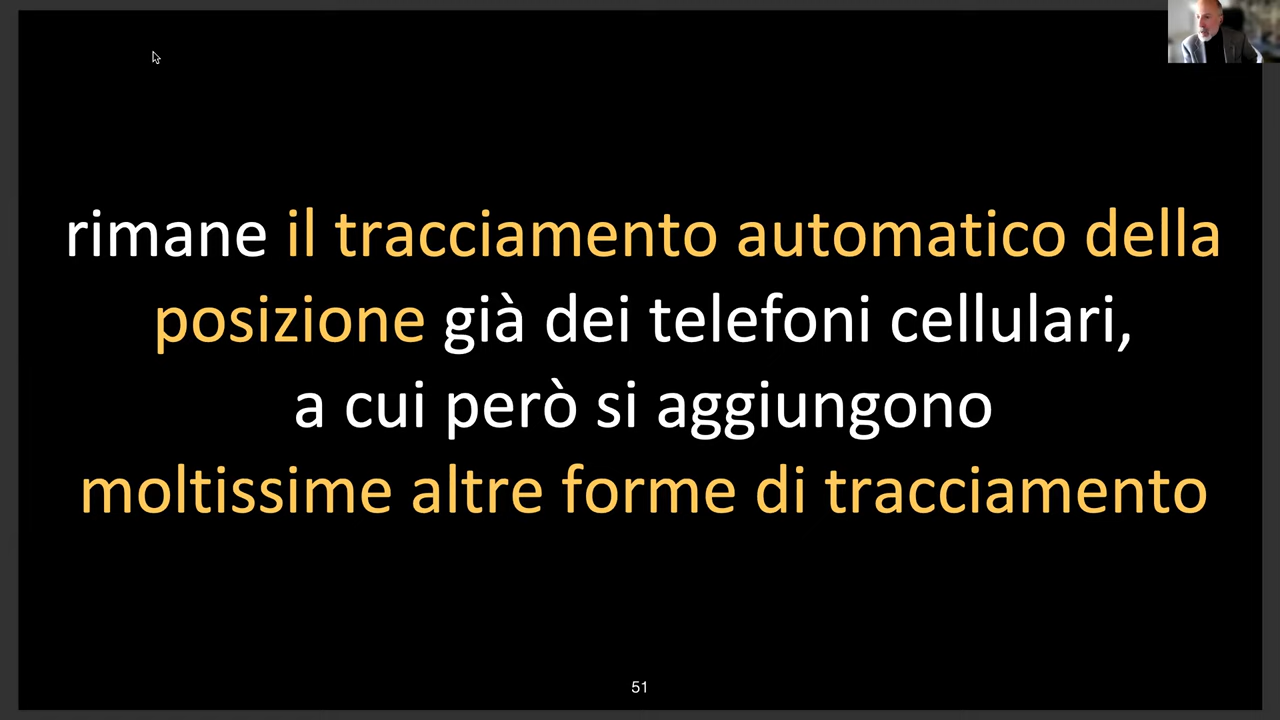 rimane il tracciamento automatico della
posizione già dei telefoni cellulari,
a cui però si aggiungono
moltissime altre forme di tracciamento
51